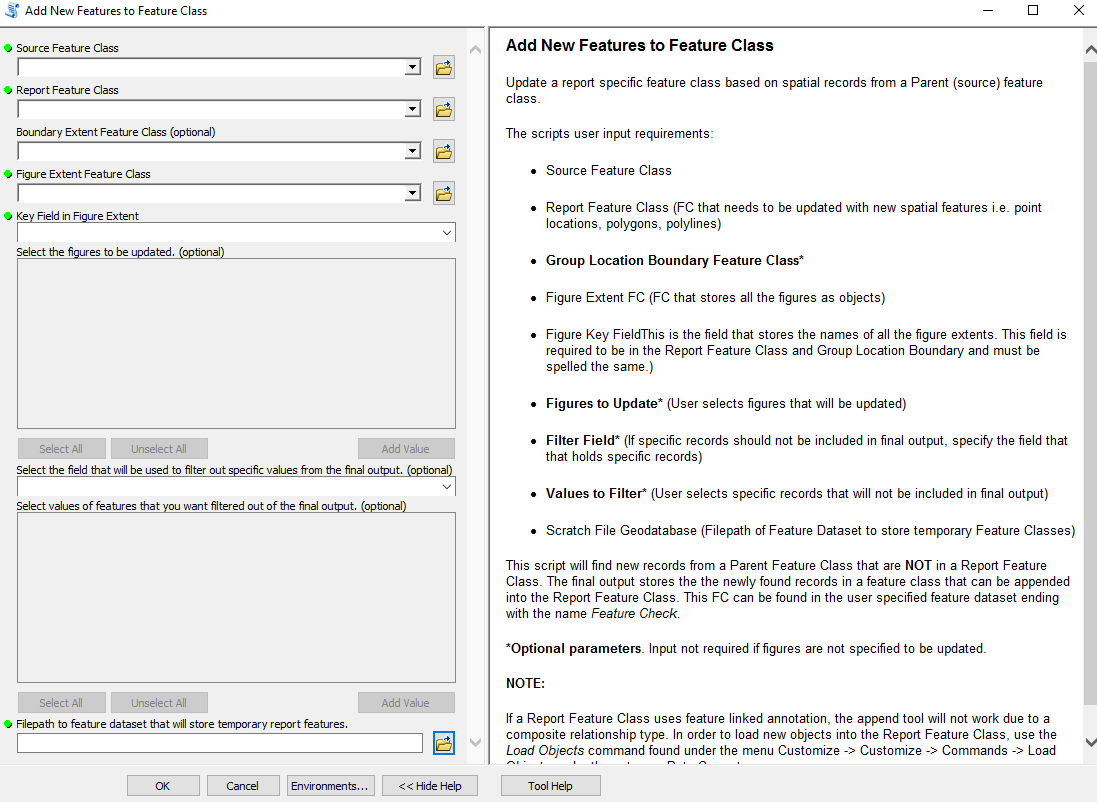 Add New Features to Feature Class
Source Feature Class
Report Feature Class
Boundary Extent Feature Class (optional)
Figure Extent Feature Class
Key Field in Figure Extent
Select the figures to be updated. (optional)
Select All
Unselect All
Add Value
Select the field that will be used to filter out specific values from the final output. (optional)
Select values of features that you want filtered out of the final output. (optional)
Select All
Unselect All
Add Value
Filepath to feature dataset that will store temporary report features.
OK
Cancel
Environments...
<< Hide Help
Tool Help
Add New Features to Feature Class
Update a report specific feature class based on spatial records from a Parent (source) feature
class.
The scripts user input requirements:
• Source Feature Class
• Report Feature Class (FC that needs to be updated with new spatial features i.e. point
locations, polygons, polylines)
• Group Location Boundary Feature Class*
• Figure Extent FC (FC that stores all the figures as objects)
• Figure Key FieldThis is the field that stores the names of all the figure extents. This field is
required to be in the Report Feature Class and Group Location Boundary and must be
spelled the same.)
• Figures to Update* (User selects figures that will be updated)
• Filter Field* (If specific records should not be included in final output, specify the field that
that holds specific records)
• Values to Filter* (User selects specific records that will not be included in final output)
• Scratch File Geodatabase (Filepath of Feature Dataset to store temporary Feature Classes)
This script will find new records from a Parent Feature Class that are NOT in a Report Feature
Class. The final output stores the the newly found records in a feature class that can be appended
into the Report Feature Class. This FC can be found in the user specified feature dataset ending
with the name Feature Check.
*Optional parameters. Input not required if figures are not specified to be updated.
NOTE:
If a Report Feature Class uses feature linked annotation, the append tool will not work due to a
composite relationship type. In order to load new objects into the Report Feature Class, use the
Load Objects command found under the menu Customize -> Customize -> Commands -> Load